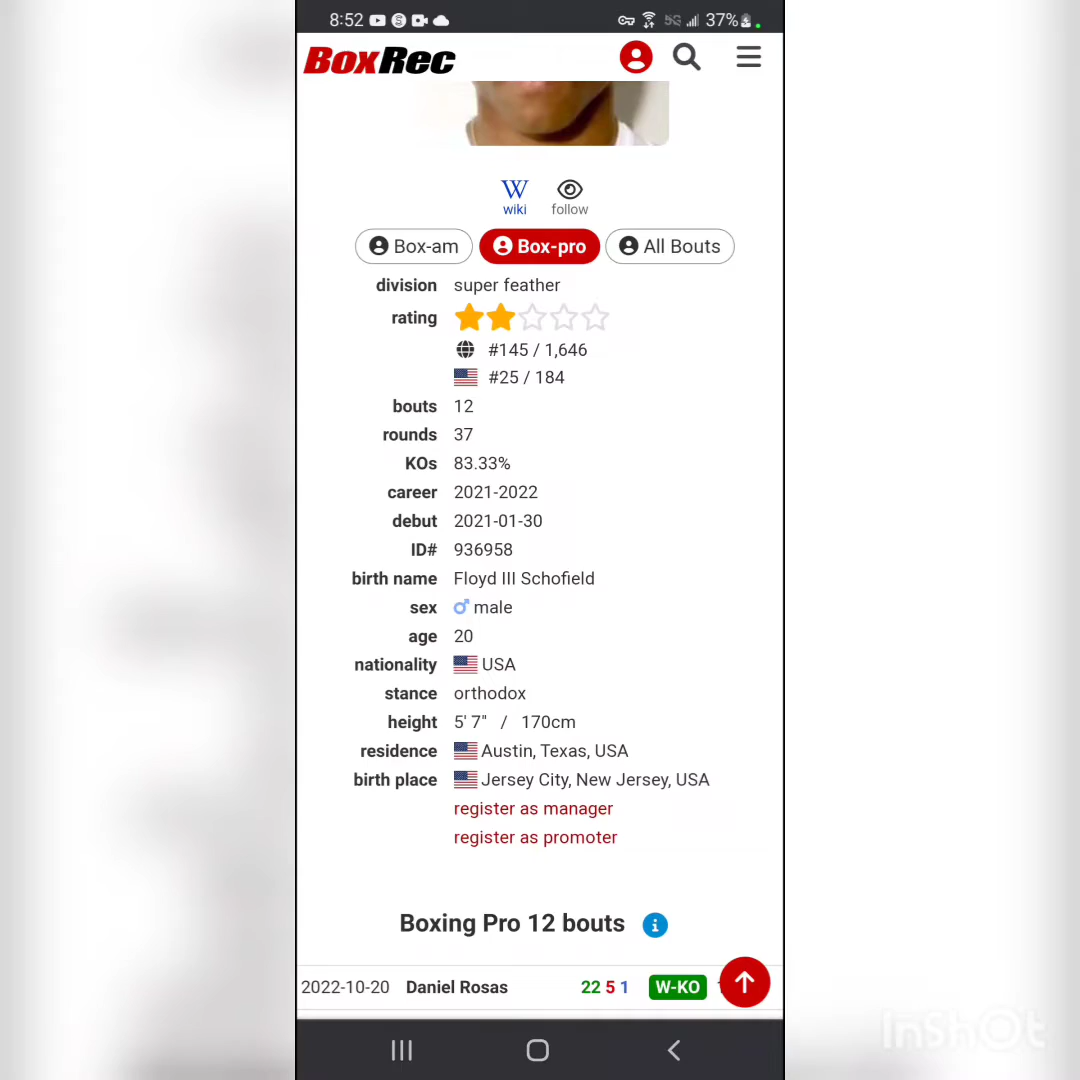 8:52 5G 37%
BoxRec
W
wiki follow
Box-am Box-pro All Bouts
division super feather
rating
#145 / 1,646
#25 / 184
bouts 12
rounds 37
KOs 83.33%
career 2021-2022
debut 2021-01-30
ID# 936958
birth name Floyd III Schofield
sex male
age 20
nationality USA
stance orthodox
height 5' 7" / 170cm
residence Austin, Texas, USA
birth place Jersey City, New Jersey, USA
register as manager
register as promoter
Boxing Pro 12 bouts
2022-10-20 Daniel Rosas 22 5 1 W-KO
InShOt